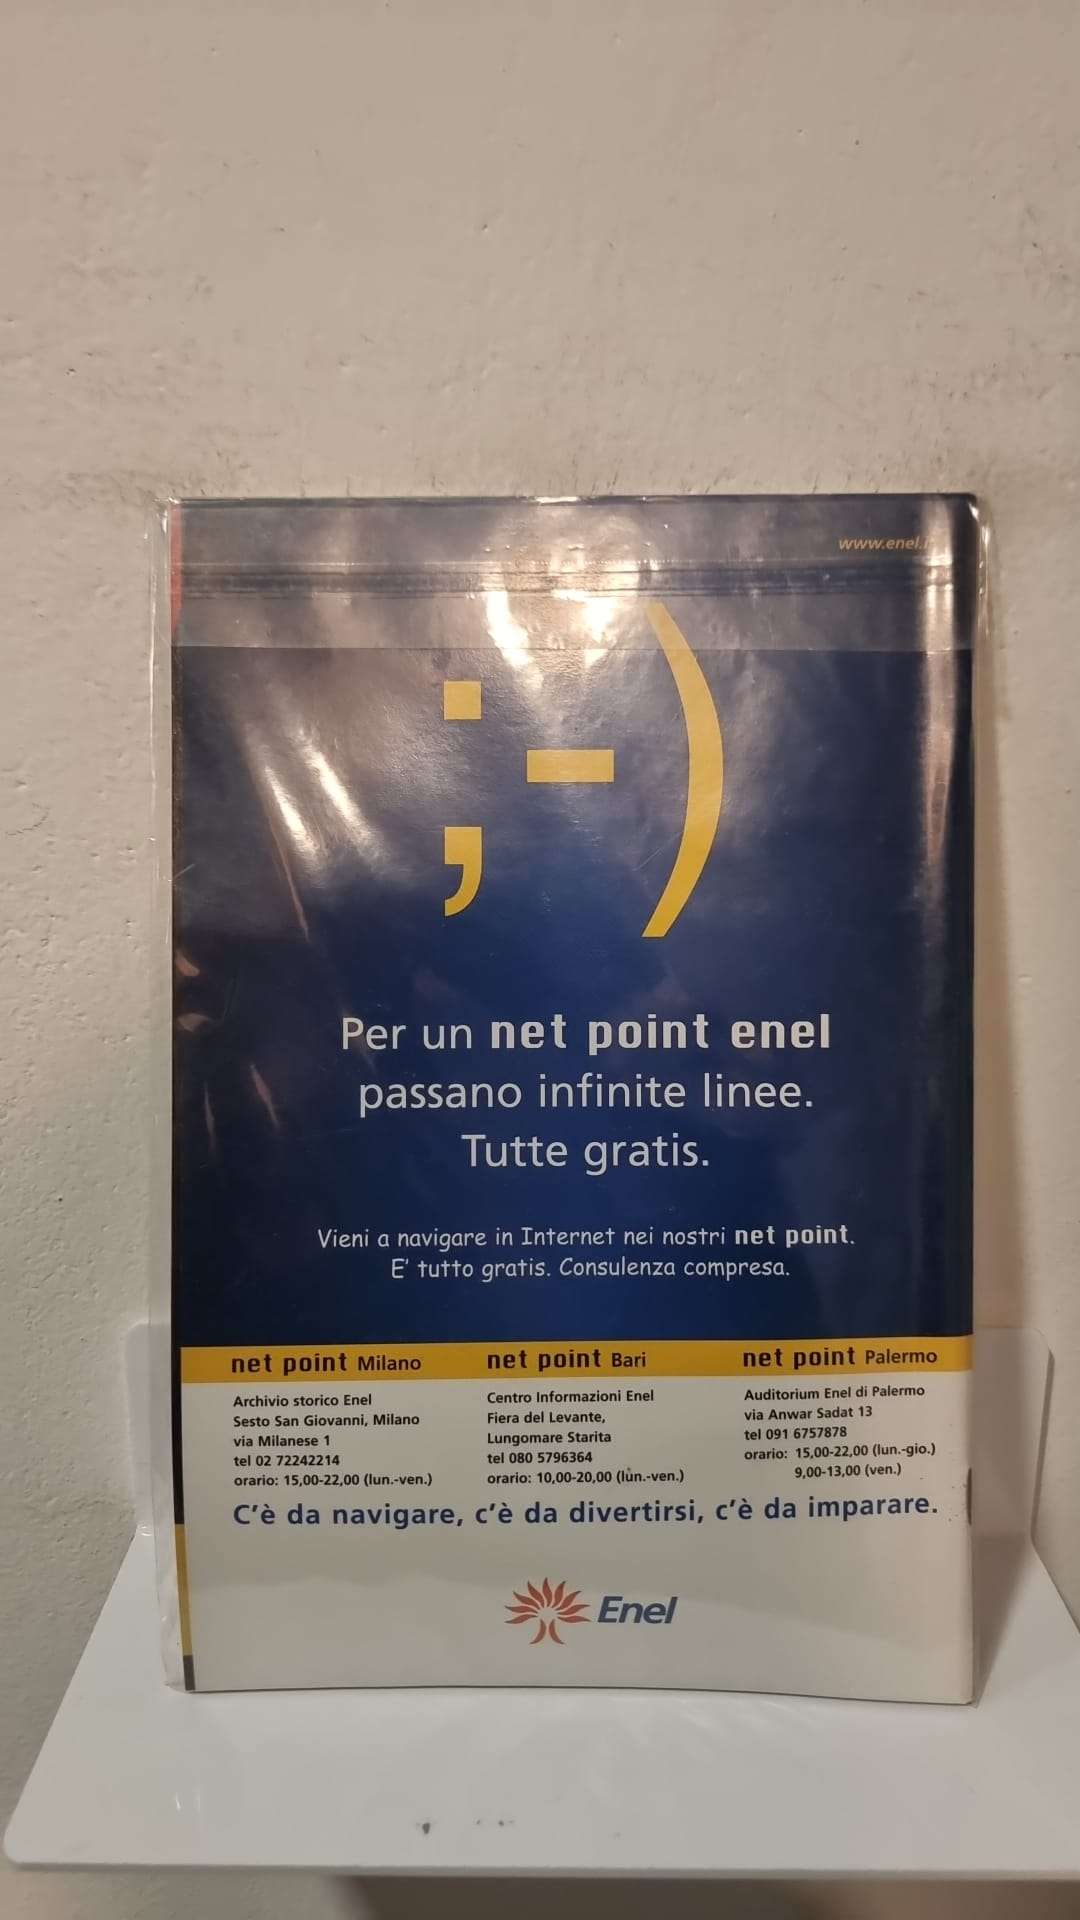 www.enel.it
;-)
Per un net point enel
passano infinite linee.
Tutte gratis.
Vieni a navigare in Internet nei nostri net point.
E' tutto gratis. Consulenza compresa.
net point Milano
Archivio storico Enel
Sesto San Giovanni, Milano
via Milanese 1
tel 02 72242214
orario: 15,00-22,00 (lun.-ven.)
net point Bari
Centro Informazioni Enel
Fiera del Levante,
Lungomare Starita
tel 080 5796364
orario: 10,00-20,00 (lun.-ven.)
net point Palermo
Auditorium Enel di Palermo
via Anwar Sadat 13
tel 091 6757878
orario: 15,00-22,00 (lun.-gio.)
9,00-13,00 (ven.)
C'è da navigare, c'è da divertirsi, c'è da imparare.
Enel